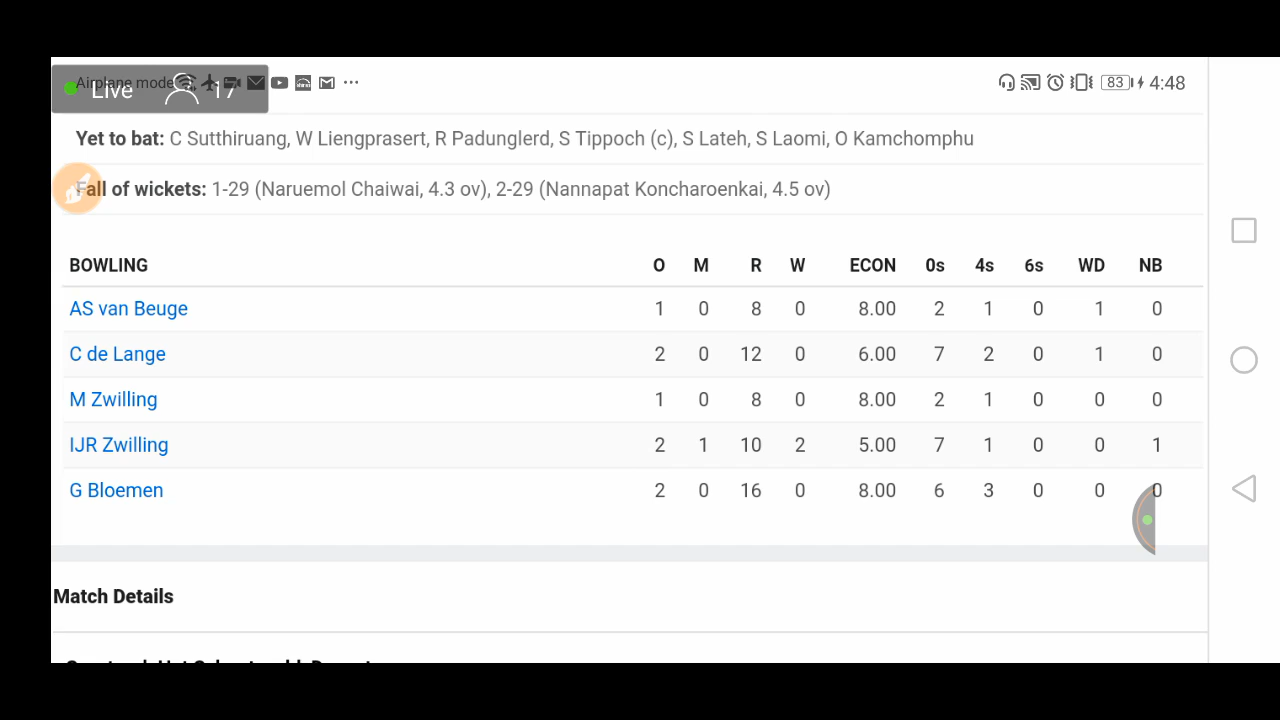 Airplane mode ... 83 4:48
Live 17
Yet to bat: C Sutthiruang, W Liengprasert, R Padunglerd, S Tippoch (c), S Lateh, S Laomi, O Kamchomphu
Fall of wickets: 1-29 (Naruemol Chaiwai, 4.3 ov), 2-29 (Nannapat Koncharoenkai, 4.5 ov)
BOWLING O M R W ECON 0s 4s 6s WD NB
AS van Beuge 1 0 8 0 8.00 2 1 0 1 0
C de Lange 2 0 12 0 6.00 7 2 0 1 0
M Zwilling 1 0 8 0 8.00 2 1 0 0 0
IJR Zwilling 2 1 10 2 5.00 7 1 0 0 1
G Bloemen 2 0 16 0 8.00 6 3 0 0 0
Match Details